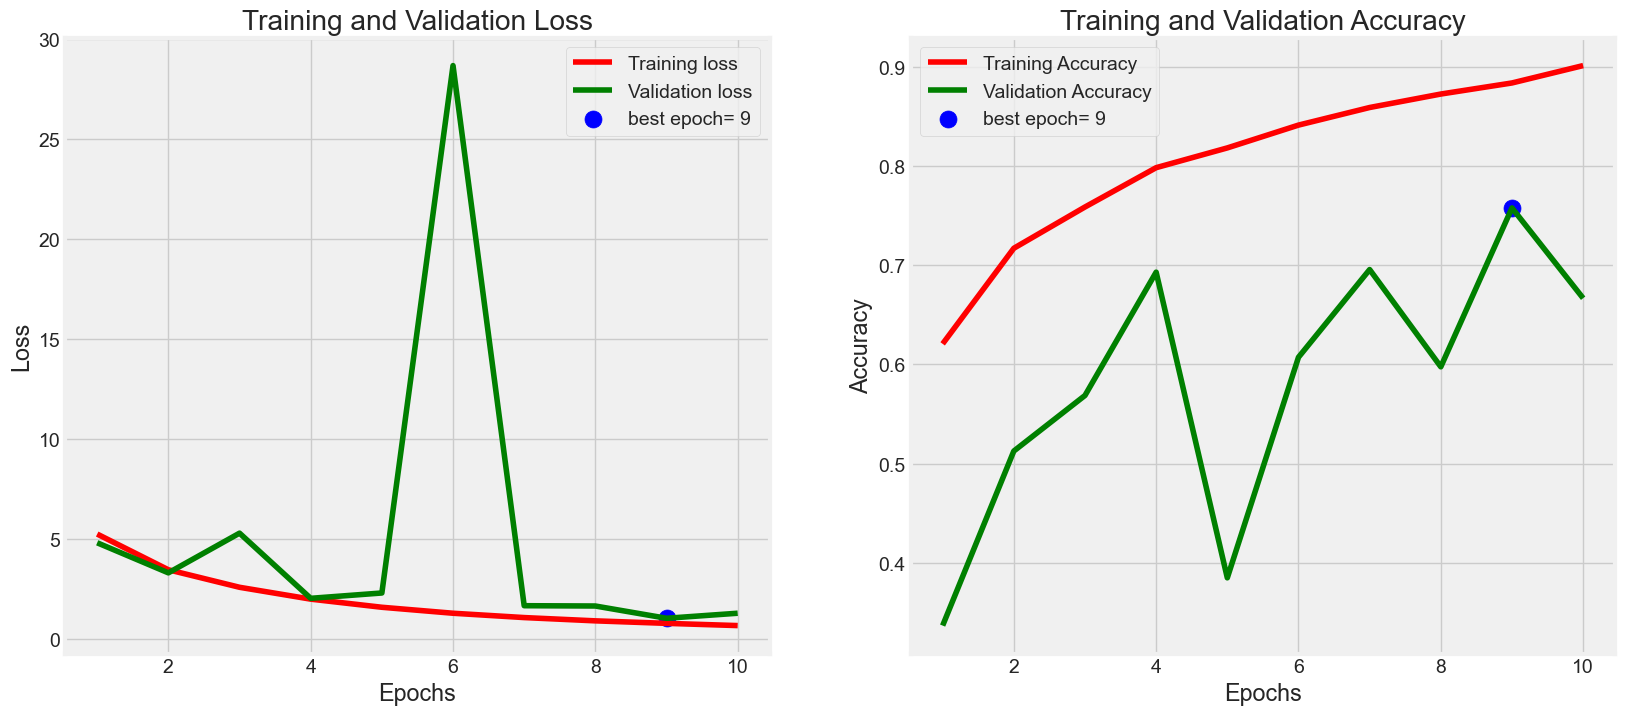 Training and Validation Loss
30
25
20
15
10
5
0
Loss
Training loss
Validation loss
best epoch= 9
2 4 6 8 10
Epochs
Training and Validation Accuracy
0.9
0.8
0.7
0.6
0.5
0.4
Accuracy
Training Accuracy
Validation Accuracy
best epoch= 9
2 4 6 8 10
Epochs